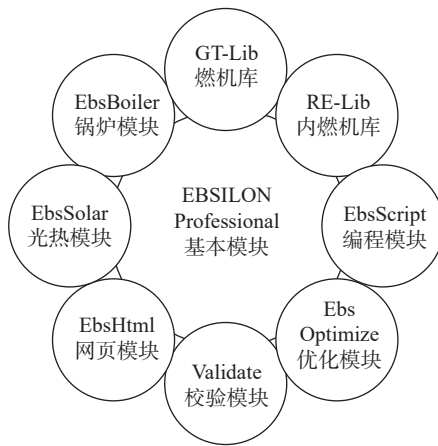 GT-Lib
燃机库
EbsBoiler
锅炉模块
RE-Lib
内燃机库
EbsSolar
光热模块
EBSILON
Professional
基本模块
EbsScript
编程模块
EbsHtml
网页模块
Ebs
Optimize
优化模块
Validate
校验模块